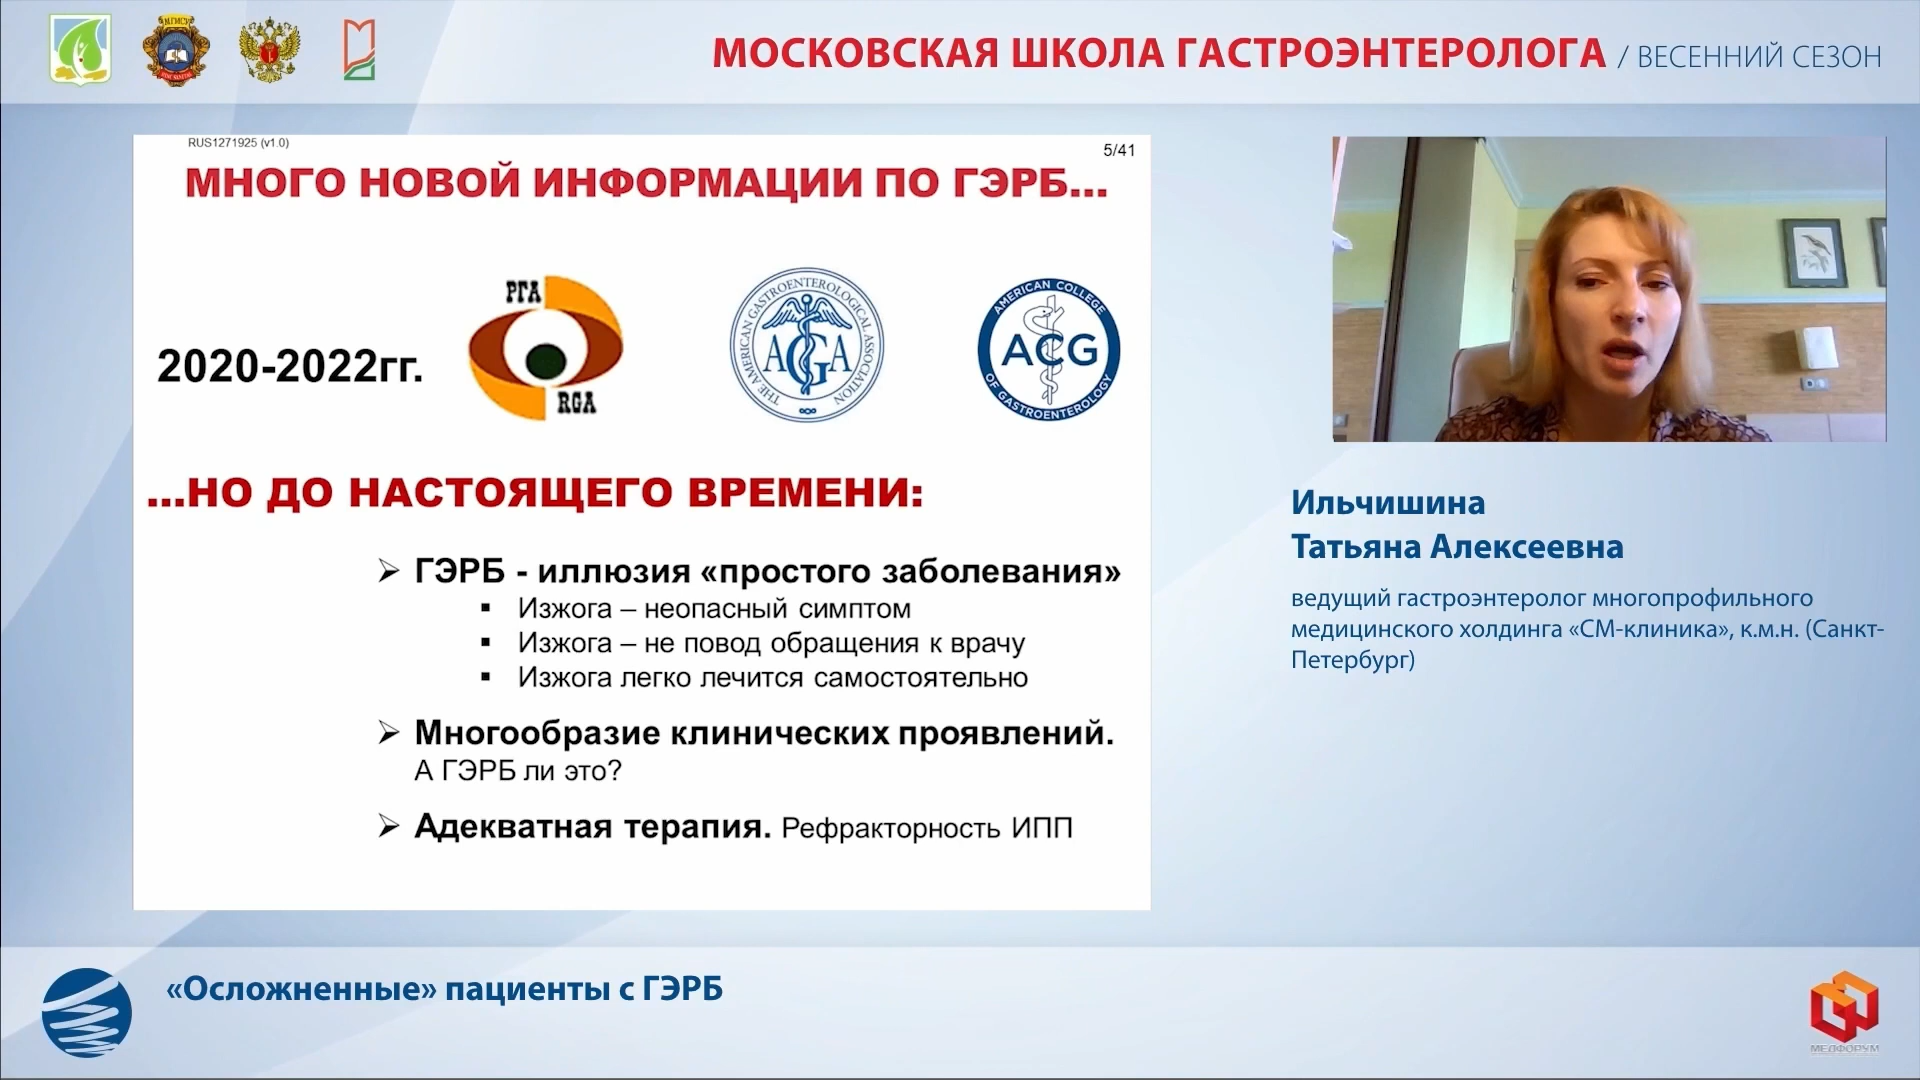 МГМСУ
МОСКОВСКАЯ ШКОЛА ГАСТРОЭНТЕРОЛОГА / ВЕСЕННИЙ СЕЗОН
RUS1271925 (v1.0)
5/41
МНОГО НОВОЙ ИНФОРМАЦИИ ПО ГЭРБ...
2020-2022гг.
РГА
RGA
THE AMERICAN GASTROENTEROLOGICAL ASSOCIATION
AGA
AMERICAN COLLEGE
ACG
OF GASTROENTEROLOGY
...НО ДО НАСТОЯЩЕГО ВРЕМЕНИ:
ГЭРБ - иллюзия «простого заболевания»
Изжога – неопасный симптом
Изжога – не повод обращения к врачу
Изжога легко лечится самостоятельно
Многообразие клинических проявлений.
А ГЭРБ ли это?
Адекватная терапия. Рефракторность ИПП
Ильчишина
Татьяна Алексеевна
ведущий гастроэнтеролог многопрофильного
медицинского холдинга «СМ-клиника», к.м.н. (Санкт-
Петербург)
«Осложненные» пациенты с ГЭРБ
МЕДФОРУМ